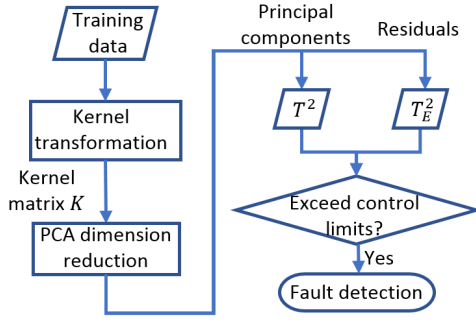 Training
data
Kernel
transformation
Kernel
matrix K
PCA dimension
reduction
Principal
components
Residuals
T²
T_E²
Exceed control
limits?
Yes
Fault detection